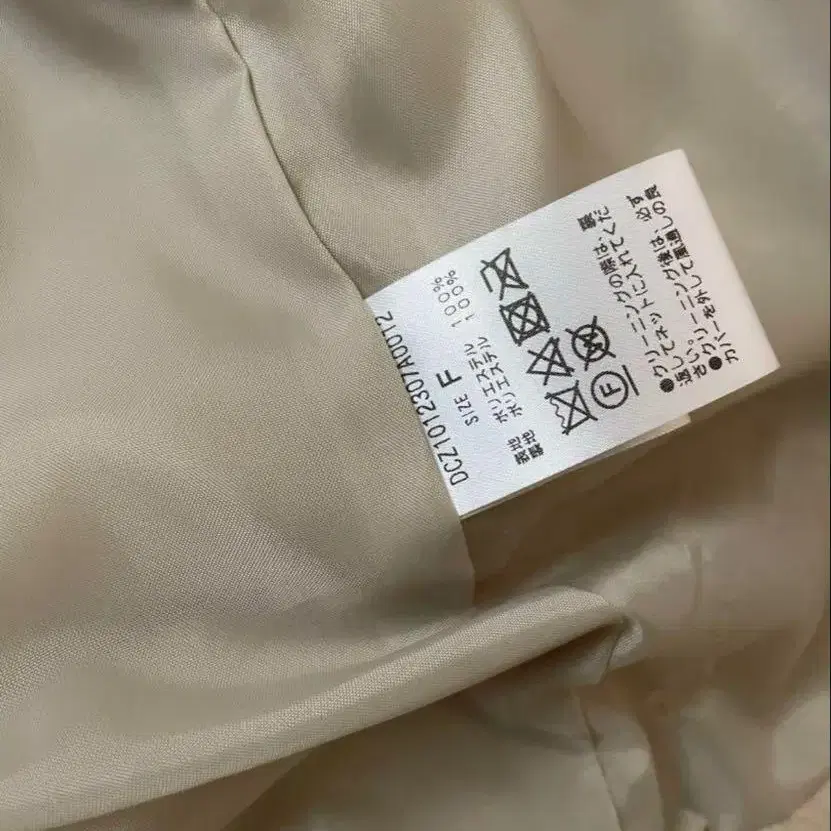 DCZ1012307A0012
SIZE F
表地 ポリエステル 100%
裏地 ポリエステル 100%
F
W
●クリーニングの際は、裏
してネットに入れてくだ
さい。クリーニング後は、必ず
カバーを外して風通しの良